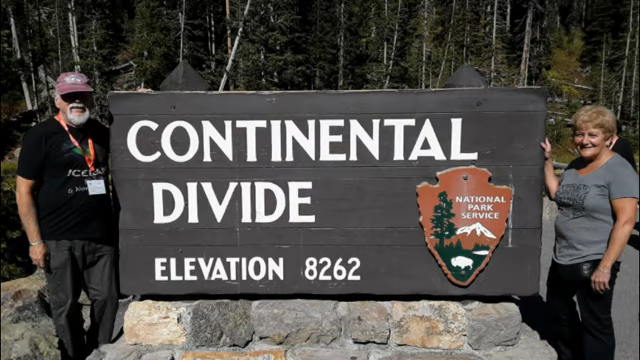 CONTINENTAL
DIVIDE
ELEVATION 8262
NATIONAL
PARK
SERVICE